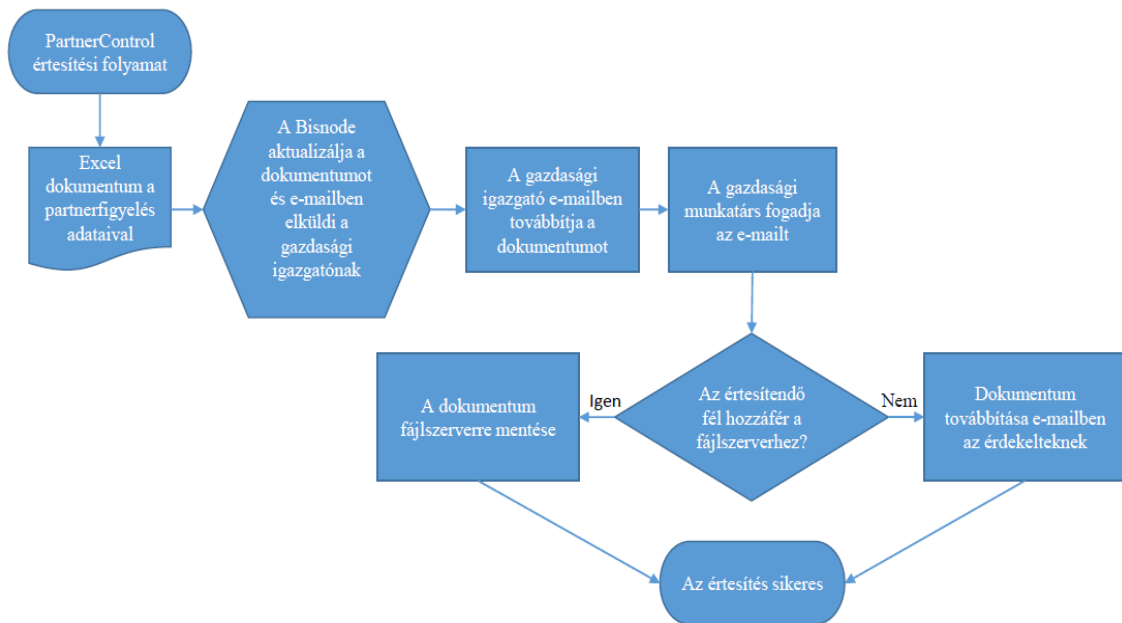 PartnerControl
értesítési folyamat
Excel
dokumentum a
partnerfigyelés
adataival
A Bisnode
aktualizálja a
dokumentumot
és e-mailben
elküldi a
gazdasági
igazgatónak
A gazdasági
igazgató e-mailben
továbbítja a
dokumentumot
A gazdasági
munkatárs fogadja
az e-mailt
A dokumentum
fájlszerverre mentése
Igen
Az értesítendő
fél hozzáfér a
fájlszerverhez?
Nem
Dokumentum
továbbítása e-mailben
az érdekelteknek
Az értesítés sikeres